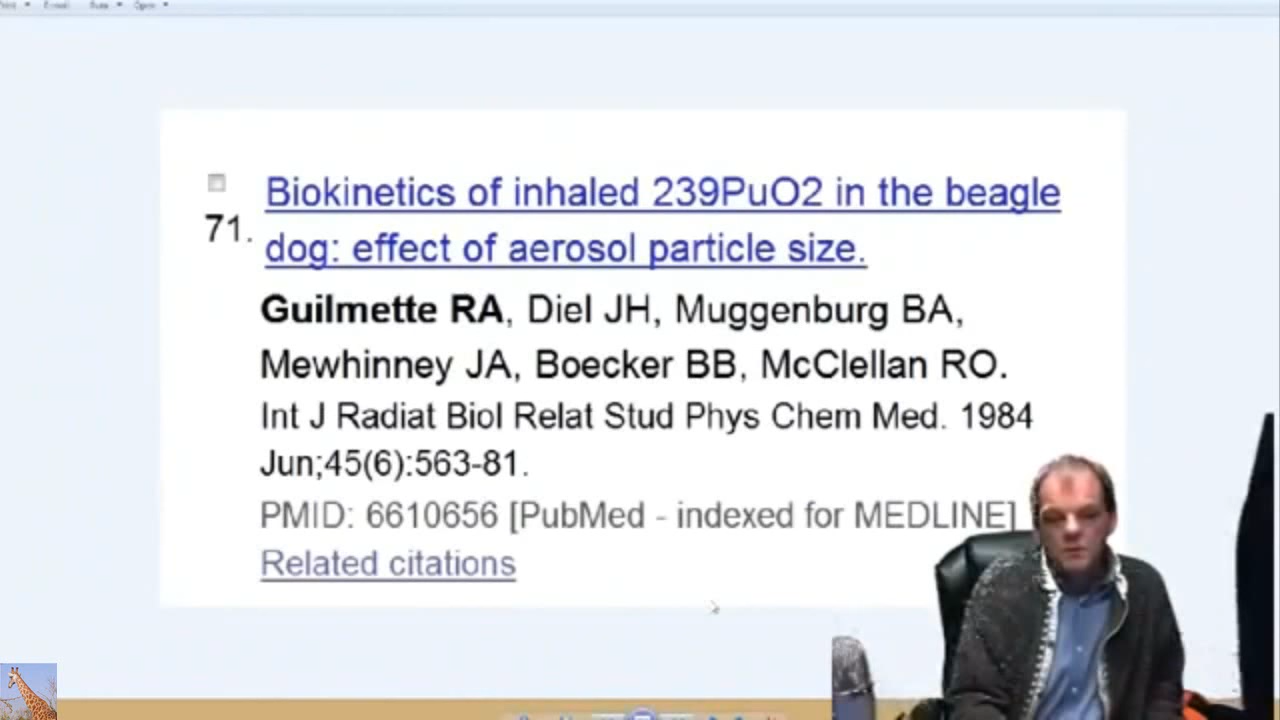 Biokinetics of inhaled 239PuO2 in the beagle
71. dog: effect of aerosol particle size.
Guilmette RA, Diel JH, Muggenburg BA,
Mewhinney JA, Boecker BB, McClellan RO.
Int J Radiat Biol Relat Stud Phys Chem Med. 1984
Jun;45(6):563-81.
PMID: 6610656 [PubMed - indexed for MEDLINE]
Related citations